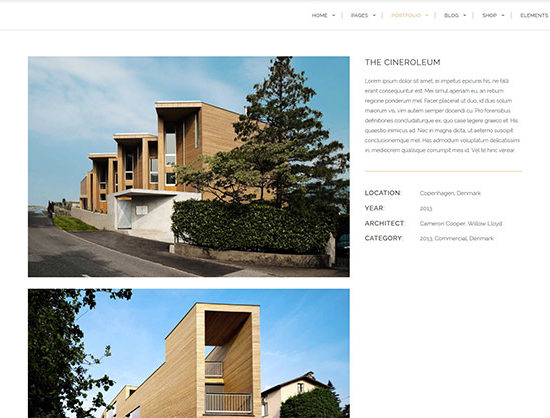 HOME
PAGES
PORTFOLIO
BLOG
SHOP
ELEMENTS
THE CINEROLEUM
Lorem ipsum dolor sit amet, ei impetus epicurei his, ne falli
erant consequuntur est. Mei simul aperiam eu, an rebum
regione ponderum mel. Facer placerat ut duo, id duis solum
maiorum vis, vim autem semper docendi cu. Pro forensibus
definitiones concludaturque ex, quo case legere graeco et. His
quaestio inimicus ad. Nec in magna dicta, ut aeterno suscipit
conclusionemque mel. Has admodum voluptatum delicatissimi
in, mediocrem qualisque corrumpit mea id. Vel te hinc verear.
LOCATION: Copenhagen, Denmark
YEAR: 2013
ARCHITECT: Cameron Cooper, Willow Lloyd
CATEGORY: 2013, Commercial, Denmark